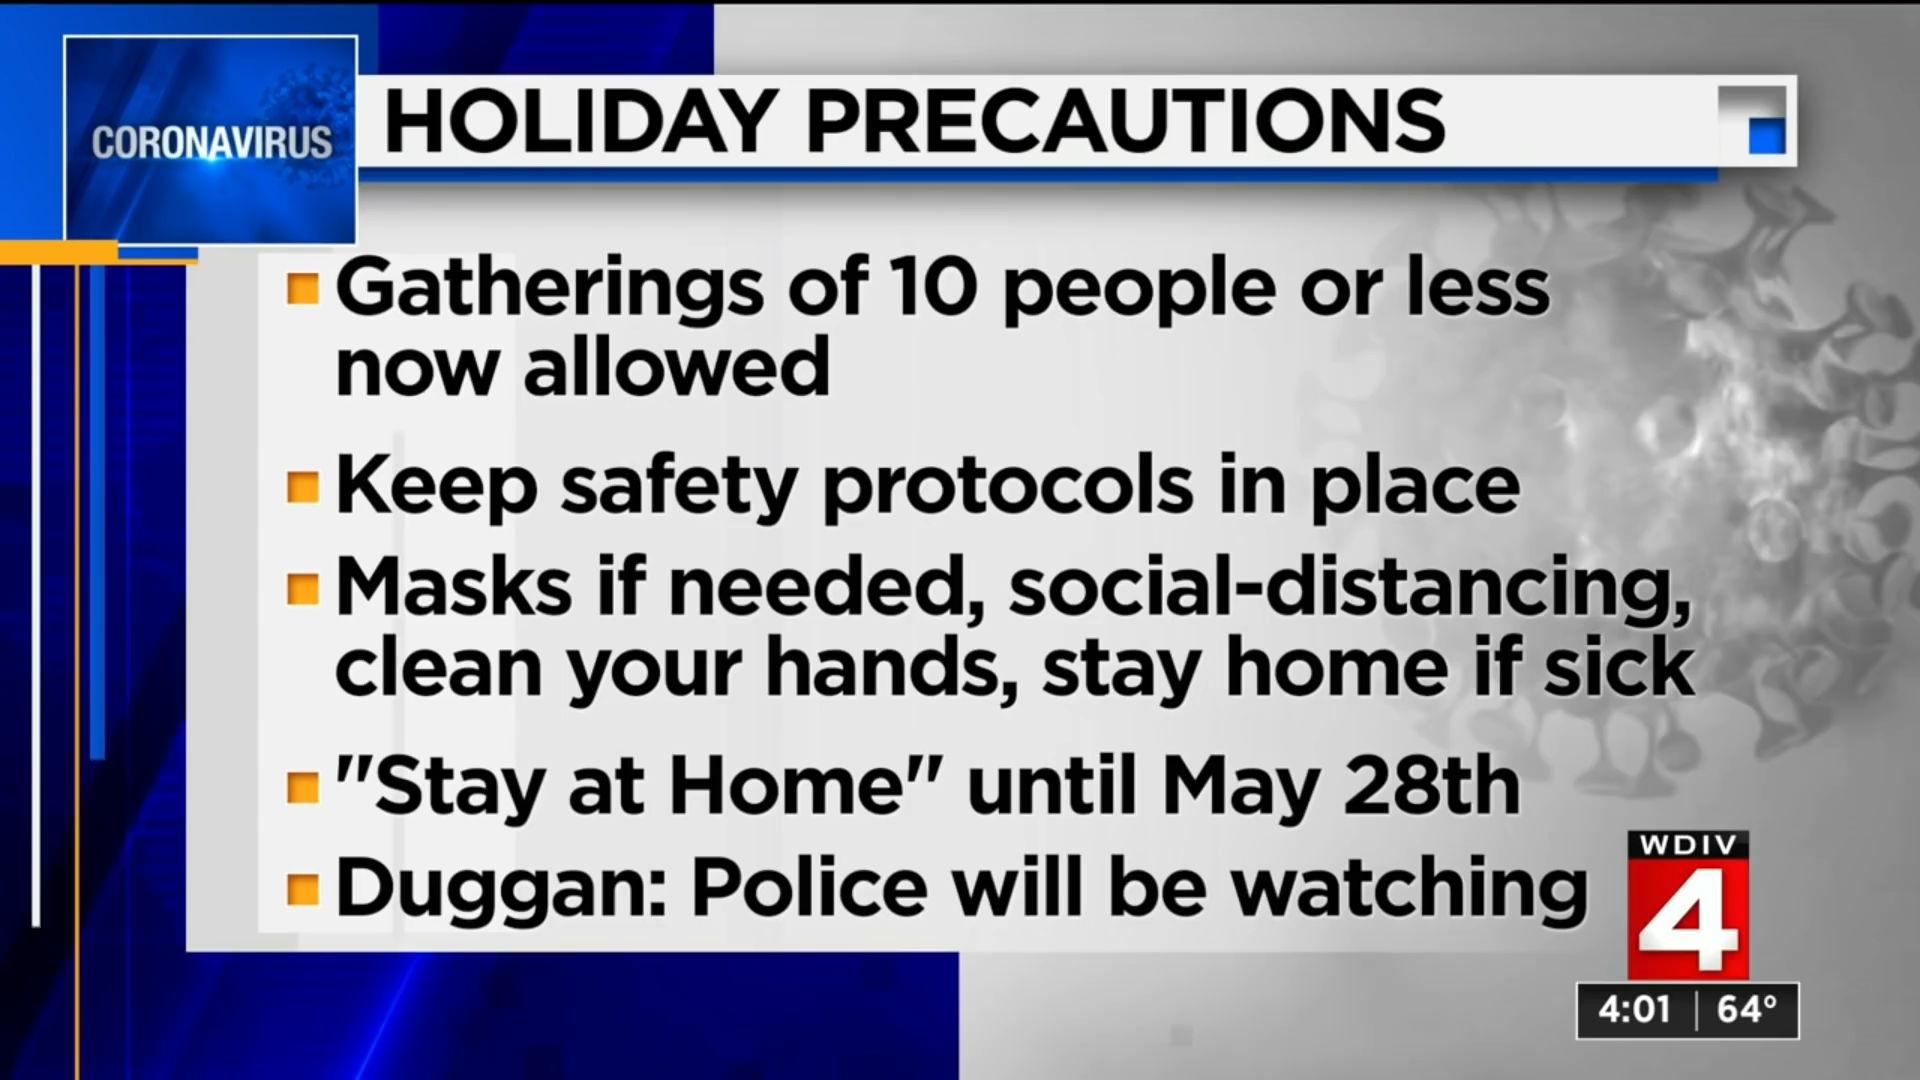 CORONAVIRUS
HOLIDAY PRECAUTIONS
Gatherings of 10 people or less
now allowed
Keep safety protocols in place
Masks if needed, social-distancing,
clean your hands, stay home if sick
"Stay at Home" until May 28th
Duggan: Police will be watching
WDIV
4
4:01 64°